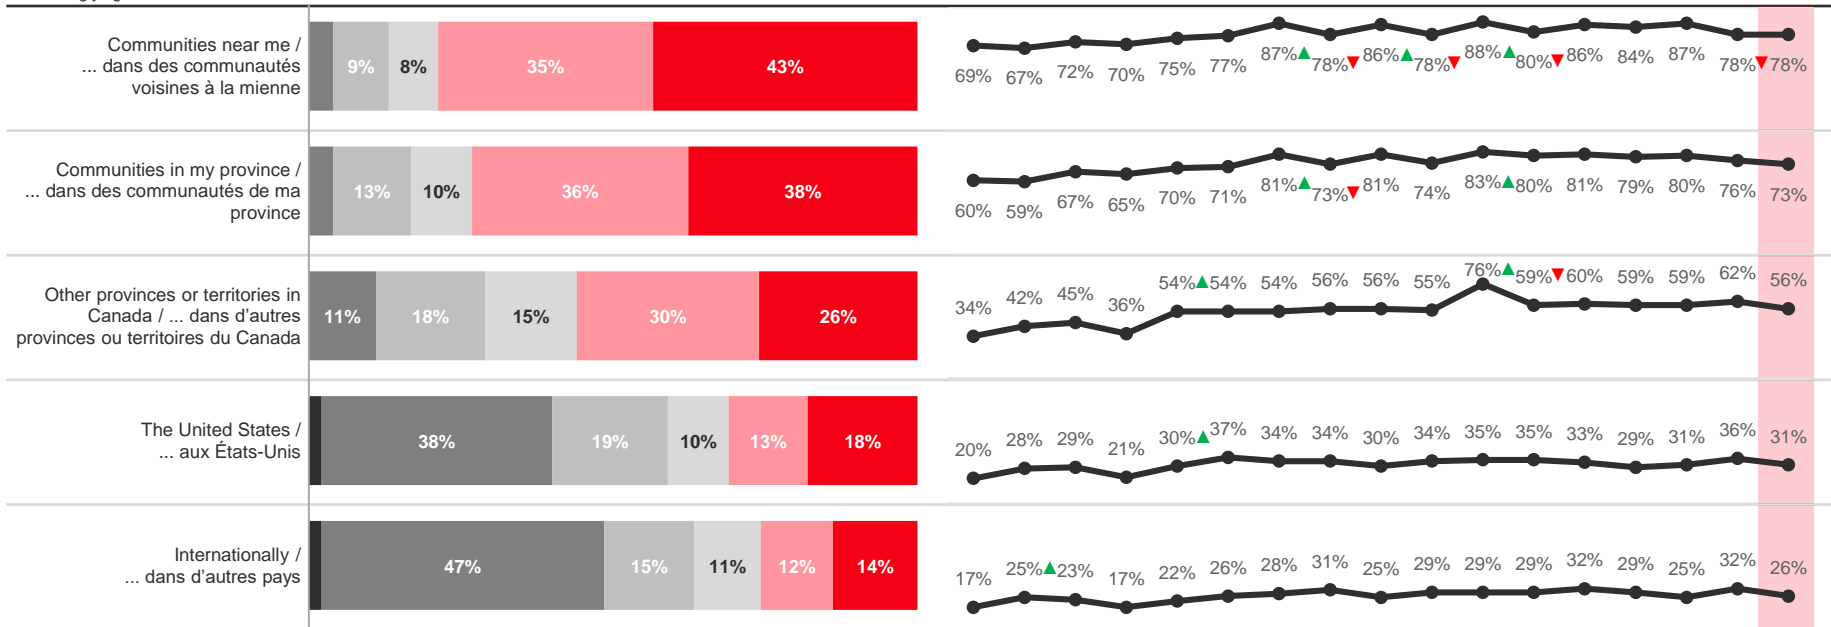 Communities near me /
... dans des communautés
voisines à la mienne
9% 8% 35% 43%
69% 67% 72% 70% 75% 77% 87% 78% 86% 78% 88% 80% 86% 84% 87% 78% 78%
Communities in my province /
... dans des communautés de ma
province
13% 10% 36% 38%
60% 59% 67% 65% 70% 71% 81% 73% 81% 74% 83% 80% 81% 79% 80% 76% 73%
Other provinces or territories in
Canada / ... dans d'autres
provinces ou territoires du Canada
11% 18% 15% 30% 26%
34% 42% 45% 36% 54% 54% 54% 56% 56% 55% 76% 59% 60% 59% 59% 62% 56%
The United States /
... aux États-Unis
38% 19% 10% 13% 18%
20% 28% 29% 21% 30% 37% 34% 34% 30% 34% 35% 35% 33% 29% 31% 36% 31%
Internationally /
... dans d'autres pays
47% 15% 11% 12% 14%
17% 25% 23% 17% 22% 26% 28% 31% 25% 29% 29% 29% 32% 29% 25% 32% 26%